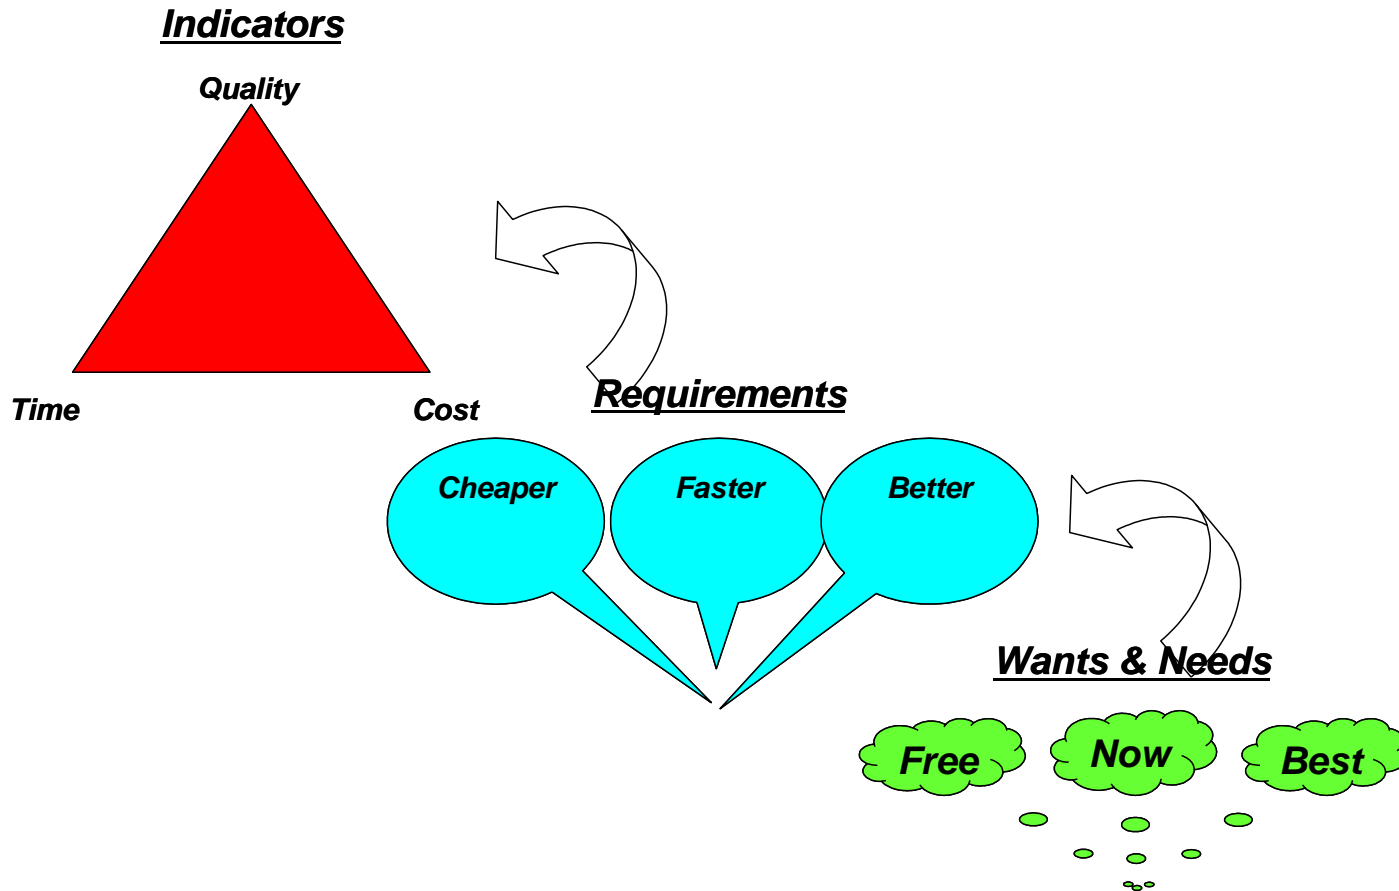 Indicators
Quality
Time
Cost
Requirements
Cheaper
Faster
Better
Wants & Needs
Free
Now
Best